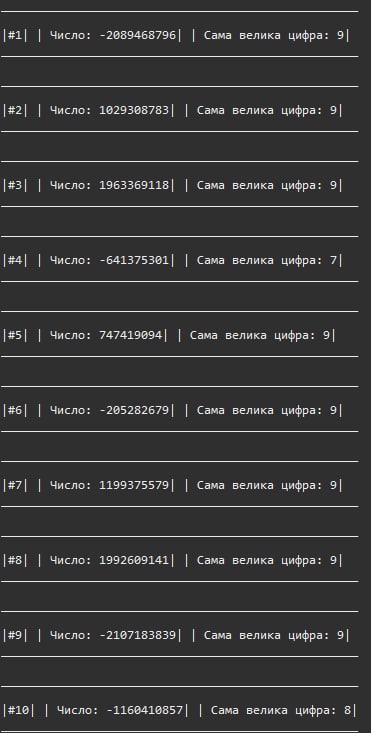 |#1| | Число: -2089468796| | Сама велика цифра: 9|
|#2| | Число: 1029308783| | Сама велика цифра: 9|
|#3| | Число: 1963369118| | Сама велика цифра: 9|
|#4| | Число: -641375301| | Сама велика цифра: 7|
|#5| | Число: 747419094| | Сама велика цифра: 9|
|#6| | Число: -205282679| | Сама велика цифра: 9|
|#7| | Число: 1199375579| | Сама велика цифра: 9|
|#8| | Число: 1992609141| | Сама велика цифра: 9|
|#9| | Число: -2107183839| | Сама велика цифра: 9|
|#10| | Число: -1160410857| | Сама велика цифра: 8|